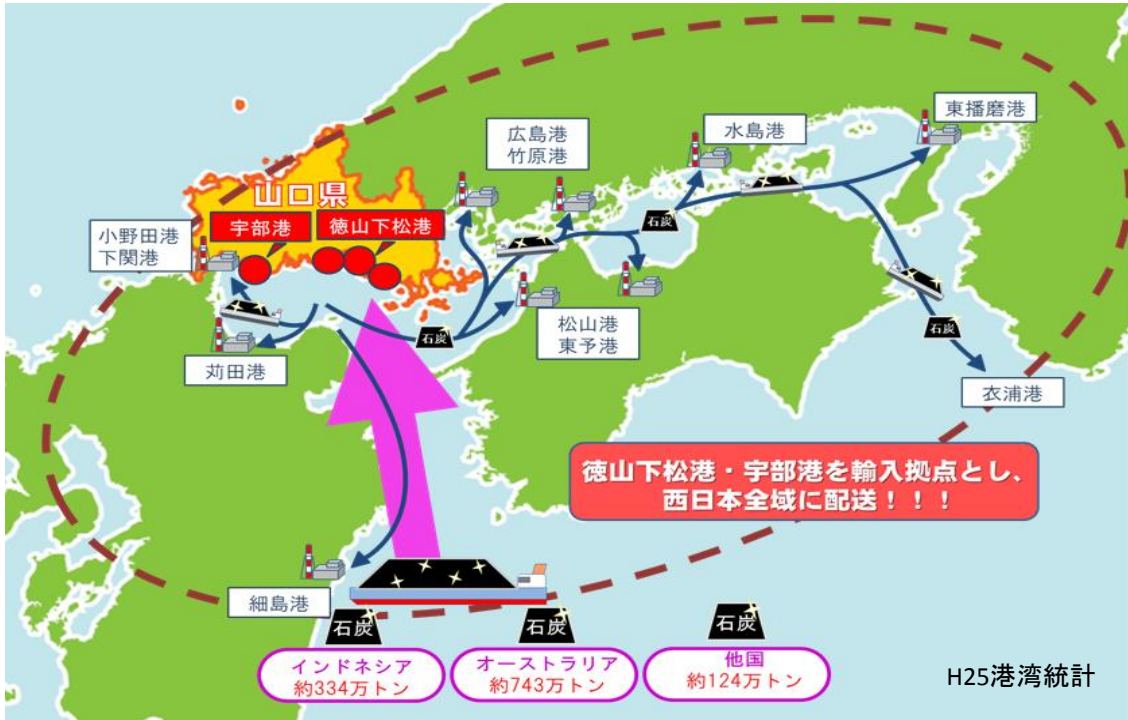 東播磨港
広島港
竹原港
水島港
山口県
宇部港
徳山下松港
小野田港
下関港
石炭
松山港
東予港
石炭
石炭
苅田港
衣浦港
徳山下松港・宇部港を輸入拠点とし、
西日本全域に配送！！！
細島港
石炭
石炭
石炭
インドネシア
約334万トン
オーストラリア
約743万トン
他国
約124万トン
H25港湾統計